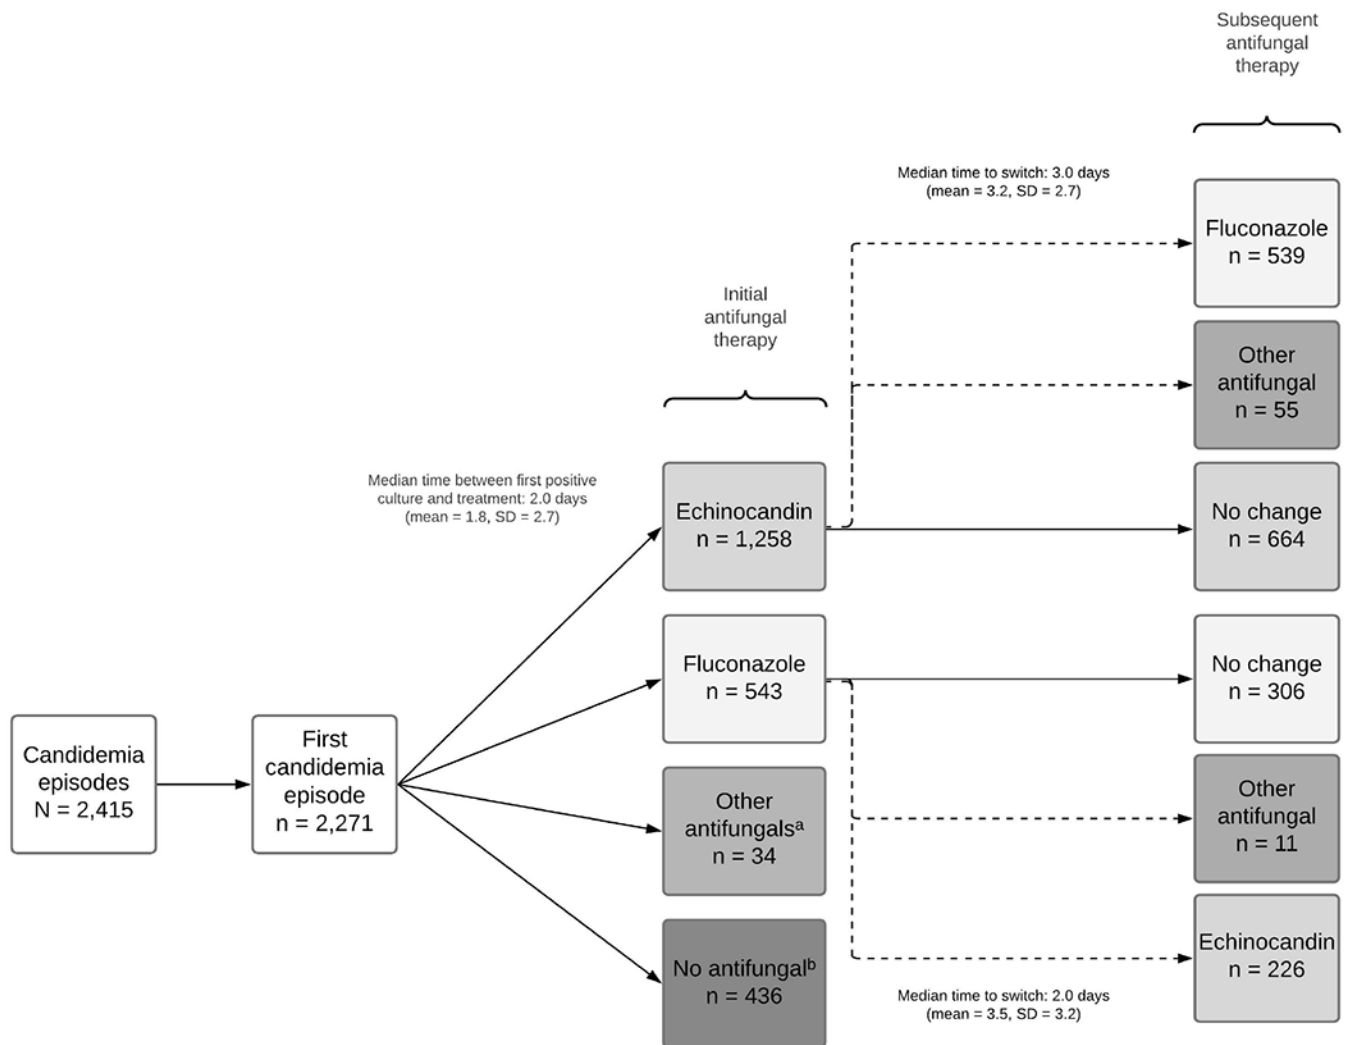 Subsequent
antifungal
therapy
Median time to switch: 3.0 days
(mean = 3.2, SD = 2.7)
Fluconazole
n = 539
Initial
antifungal
therapy
Other
antifungal
n = 55
Median time between first positive
culture and treatment: 2.0 days
(mean = 1.8, SD = 2.7)
Echinocandin
n = 1,258
No change
n = 664
Fluconazole
n = 543
No change
n = 306
Candidemia
episodes
N = 2,415
First
candidemia
episode
n = 2,271
Other
antifungalsᵃ
n = 34
Other
antifungal
n = 11
No antifungalᵇ
n = 436
Echinocandin
n = 226
Median time to switch: 2.0 days
(mean = 3.5, SD = 3.2)